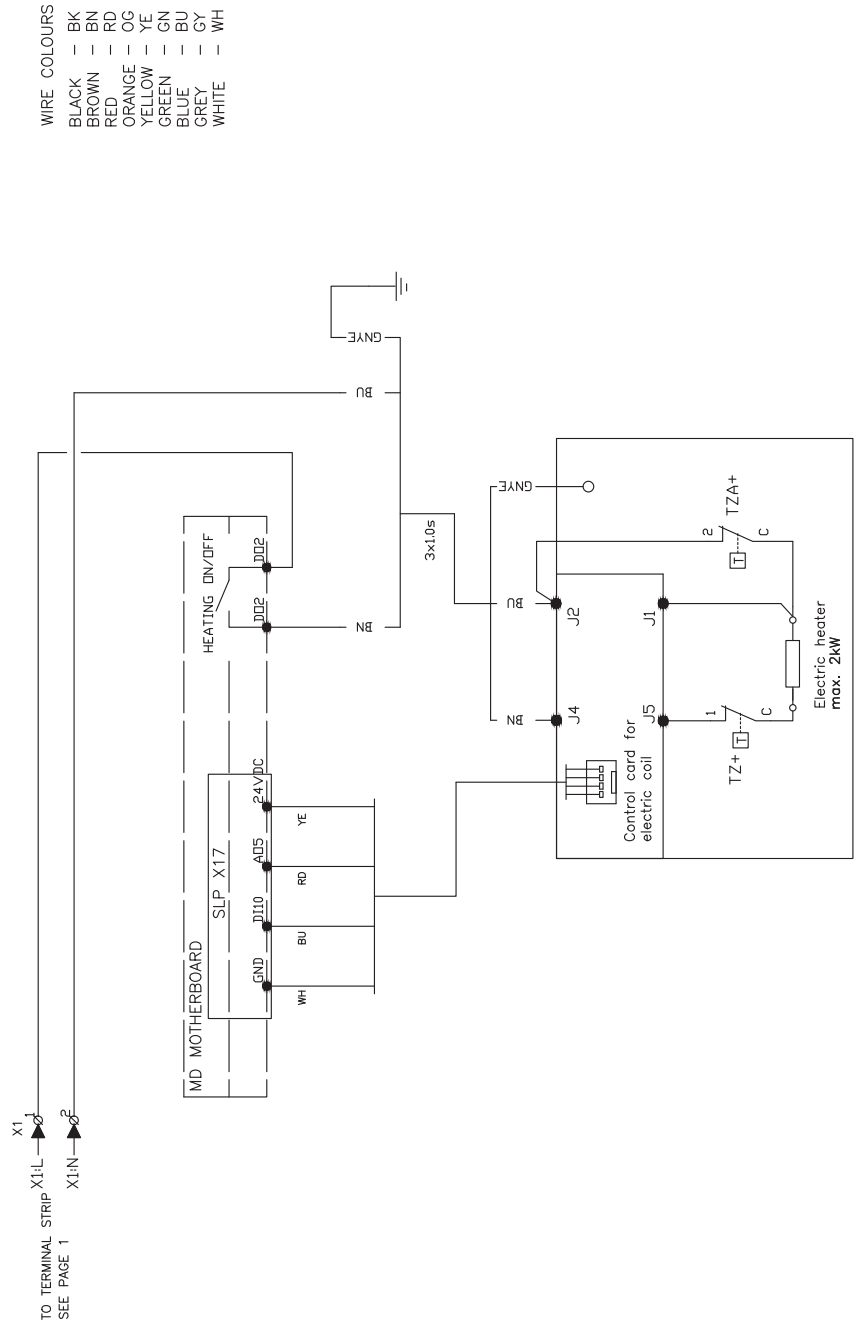 WIRE COLOURS
BLACK – BK
BROWN – BN
RED – RD
ORANGE – OG
YELLOW – YE
GREEN – GN
BLUE – BU
GREY – GY
WHITE – WH
TO TERMINAL STRIP
SEE PAGE 1
X1
X1:L
1
X1:N
2
MD MOTHERBOARD
SLP X17
GND
DI10
AO5
24VDC
HEATING ON/OFF
DO2
DO2
WH
BU
RD
YE
BN
BU
GNYE
3x1.0s
BN
BU
GNYE
J4
J2
Control card for
electric coil
J5
J1
TZ+
T
1
C
TZA+
T
2
C
Electric heater
max. 2kW